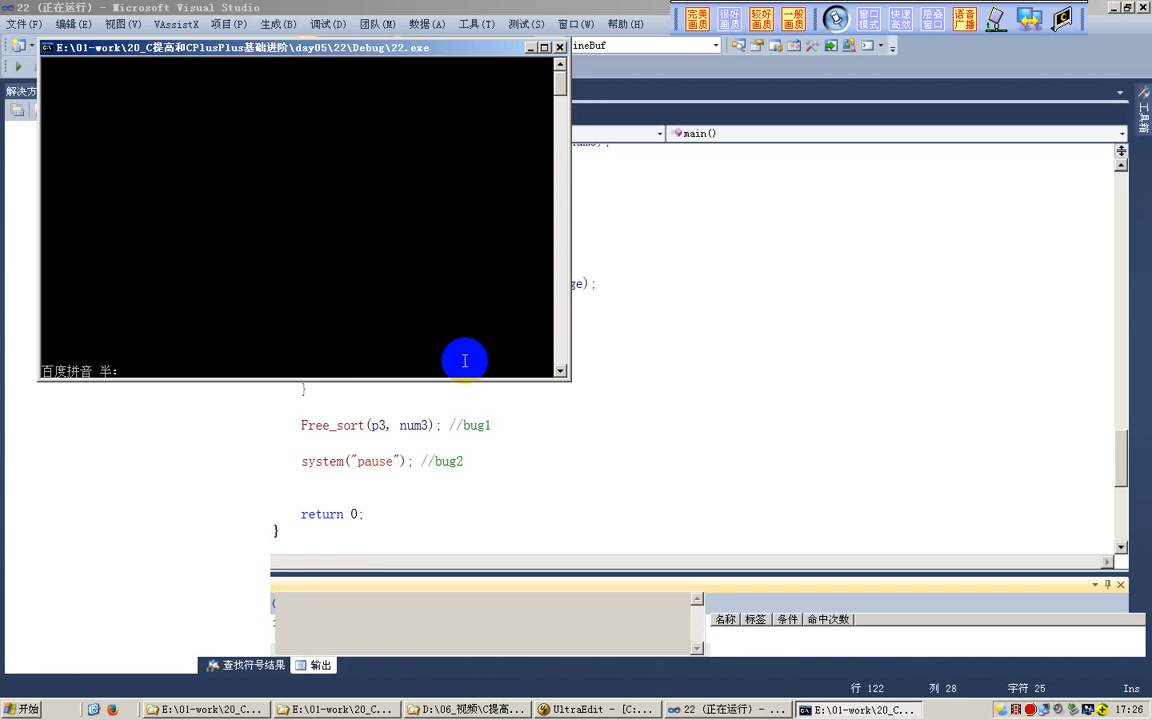 22 (正在运行) - Microsoft Visual Studio
文件(F) 编辑(E) 视图(V) VAssistX 项目(P) 生成(B) 调试(D) 团队(M) 数据(A) 工具(T) 测试(S) 窗口(W) 帮助(H)
完美画质 很好画质 较好画质 一般画质 窗口模式 快速高效 层叠窗口 语音广播
E:\01-work\20_C提高和CPlusPlus基础进阶\day05\22\Debug\22.exe
ineBuf
解决方
工具箱
main()
ge);
百度拼音 半:
}
Free_sort(p3, num3); //bug1
system("pause"); //bug2
return 0;
}
名称 标签 条件 命中次数
查找符号结果 输出
行 122 列 28 字符 25 Ins
开始 E:\01-work\20_C... E:\01-work\20_C... D:\06_视频\C提高... UltraEdit - [C:... 22 (正在运行) - ... E:\01-work\20_C... 17:26